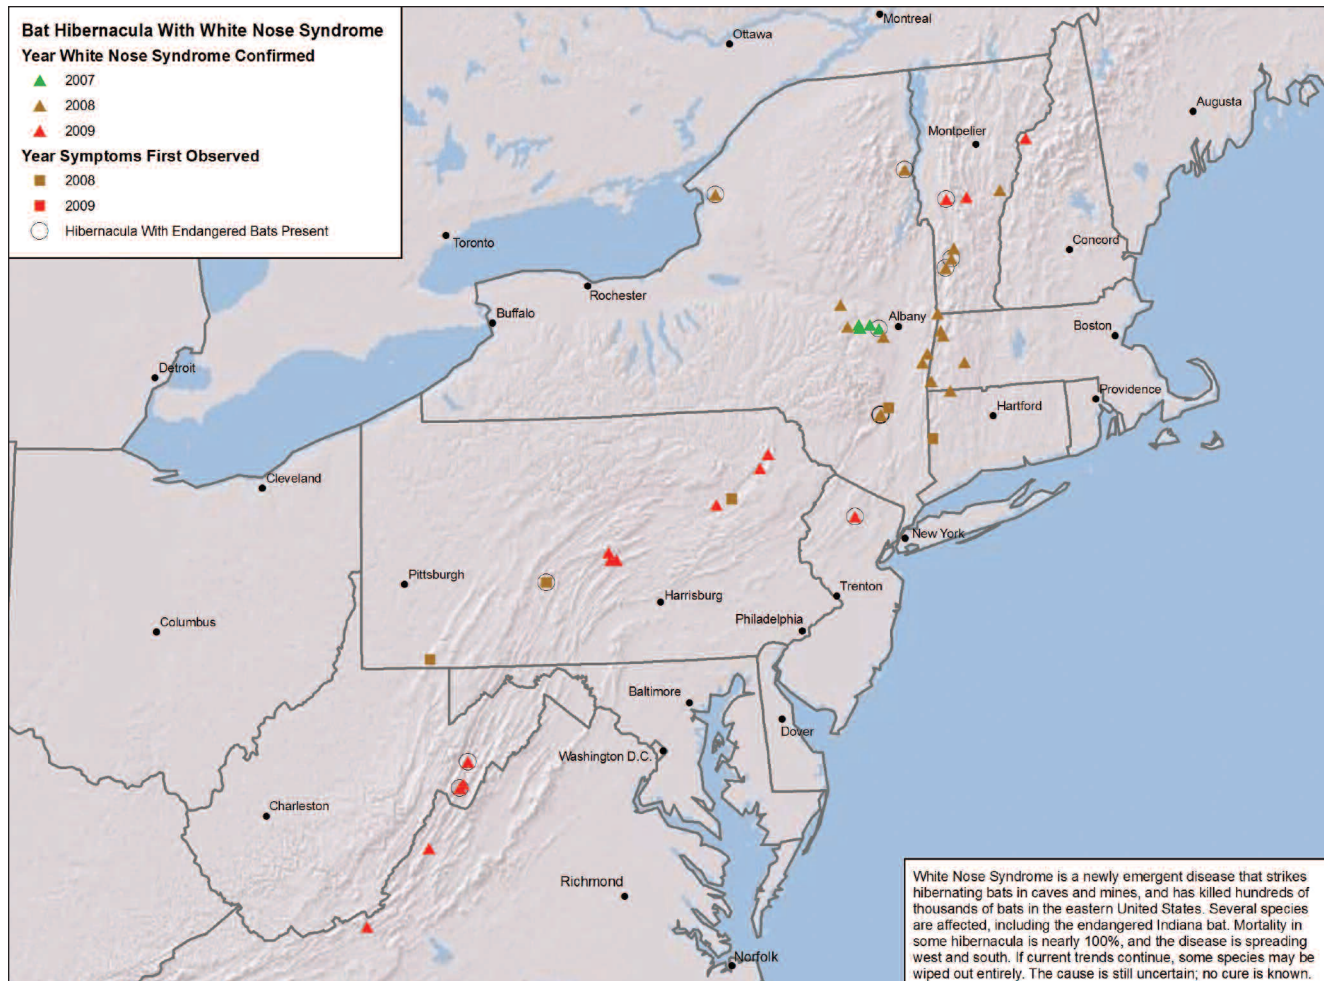 Bat Hibernacula With White Nose Syndrome
Year White Nose Syndrome Confirmed
2007
2008
2009
Year Symptoms First Observed
2008
2009
Hibernacula With Endangered Bats Present
Montreal
Ottawa
Augusta
Montpelier
Toronto
Concord
Rochester
Buffalo
Albany
Boston
Detroit
Providence
Hartford
Cleveland
New York
Pittsburgh
Harrisburg
Trenton
Columbus
Philadelphia
Baltimore
Dover
Washington D.C.
Charleston
Richmond
Norfolk
White Nose Syndrome is a newly emergent disease that strikes
hibernating bats in caves and mines, and has killed hundreds of
thousands of bats in the eastern United States. Several species
are affected, including the endangered Indiana bat. Mortality in
some hibernacula is nearly 100%, and the disease is spreading
west and south. If current trends continue, some species may be
wiped out entirely. The cause is still uncertain; no cure is known.